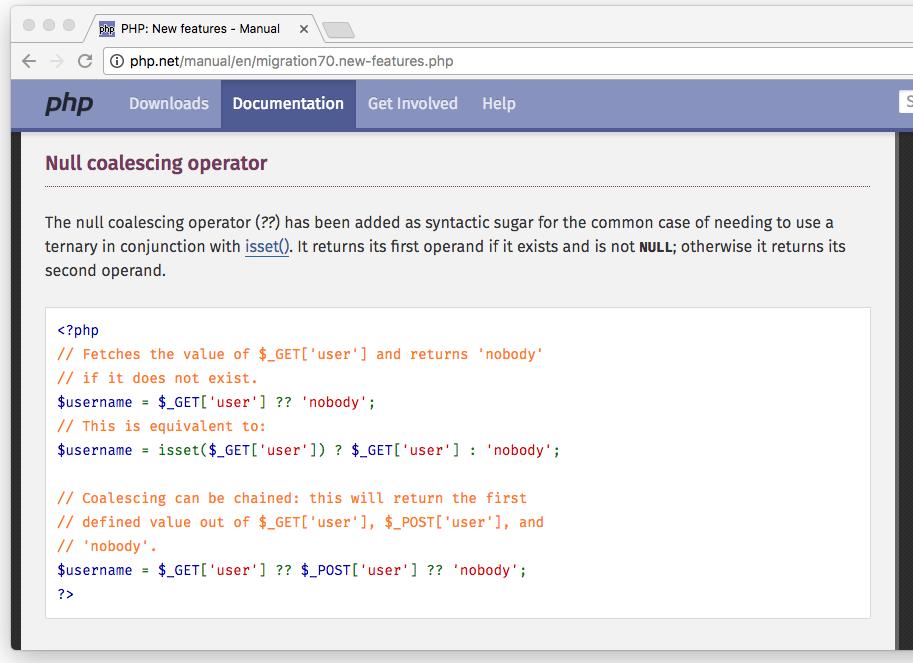 php PHP: New features - Manual
php.net/manual/en/migration70.new-features.php
php Downloads Documentation Get Involved Help S
Null coalescing operator
The null coalescing operator (??) has been added as syntactic sugar for the common case of needing to use a
ternary in conjunction with isset(). It returns its first operand if it exists and is not NULL; otherwise it returns its
second operand.
<?php
// Fetches the value of $_GET['user'] and returns 'nobody'
// if it does not exist.
$username = $_GET['user'] ?? 'nobody';
// This is equivalent to:
$username = isset($_GET['user']) ? $_GET['user'] : 'nobody';
// Coalescing can be chained: this will return the first
// defined value out of $_GET['user'], $_POST['user'], and
// 'nobody'.
$username = $_GET['user'] ?? $_POST['user'] ?? 'nobody';
?>